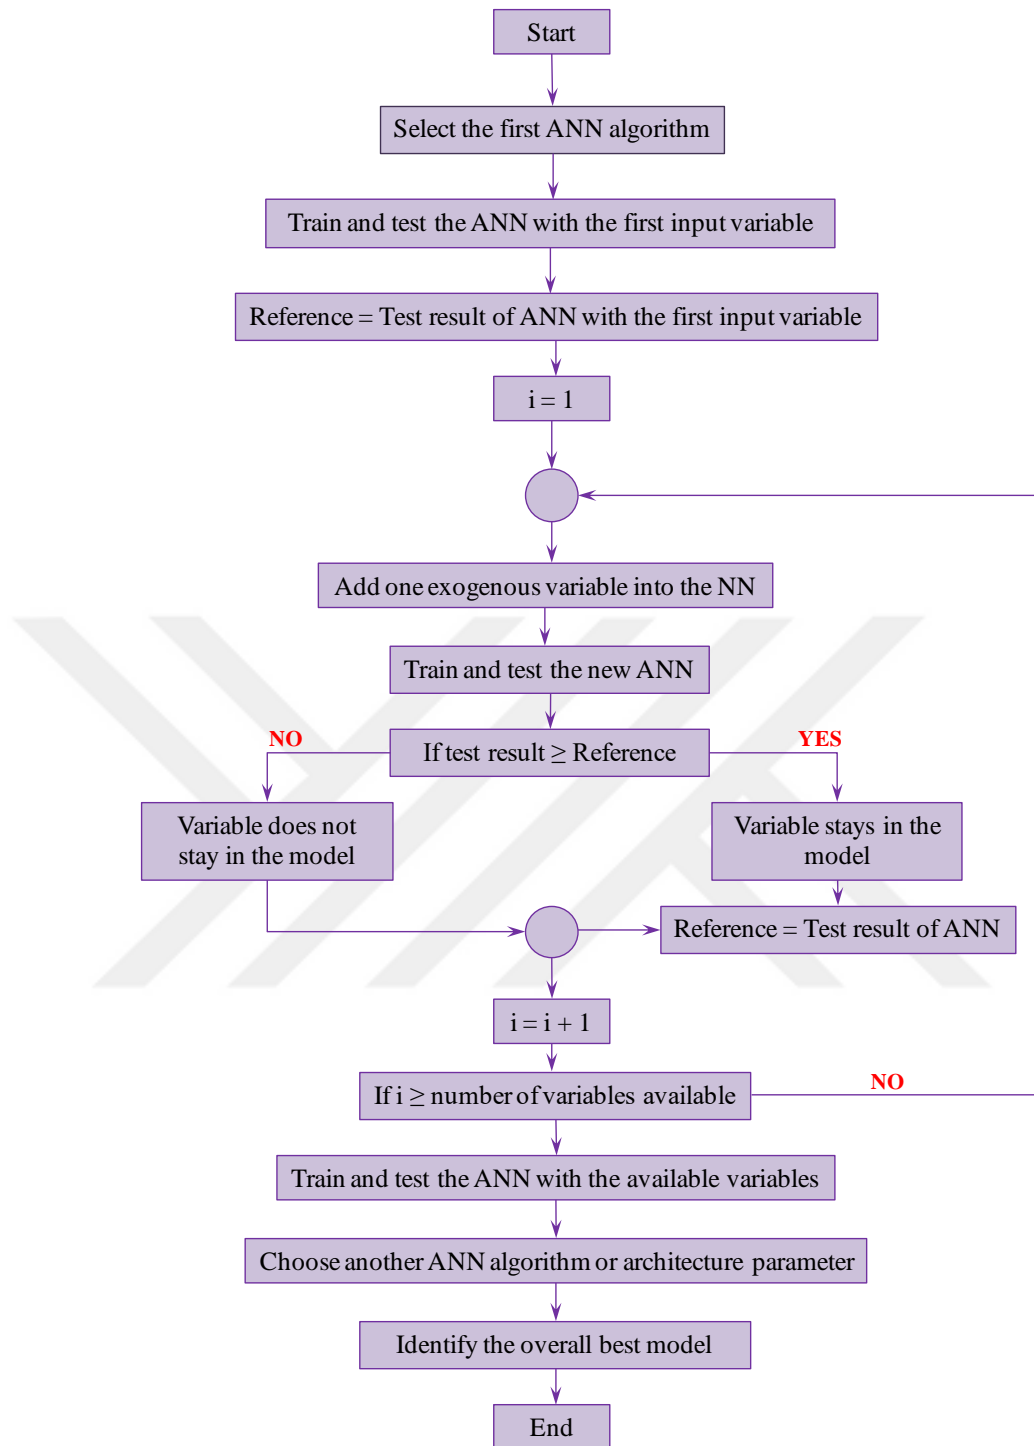 Start
Select the first ANN algorithm
Train and test the ANN with the first input variable
Reference = Test result of ANN with the first input variable
i = 1
Add one exogenous variable into the NN
Train and test the new ANN
NO
If test result ≥ Reference
YES
Variable does not
stay in the model
Variable stays in the
model
Reference = Test result of ANN
i = i + 1
If i ≥ number of variables available
NO
Train and test the ANN with the available variables
Choose another ANN algorithm or architecture parameter
Identify the overall best model
End